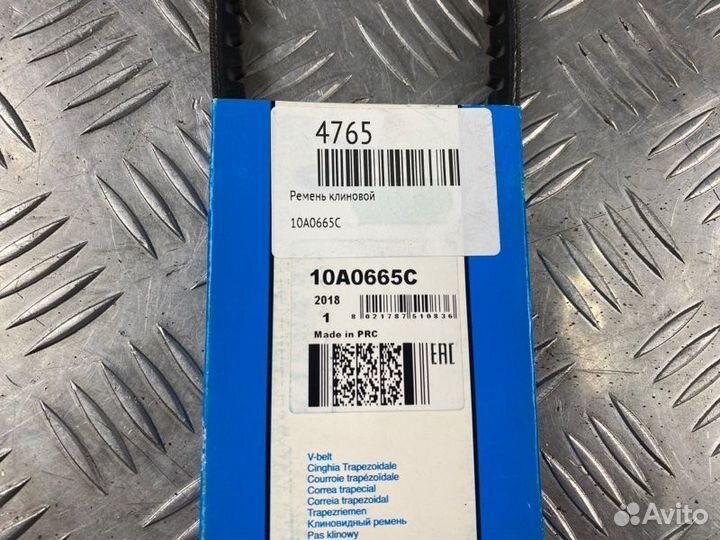 4765
Ремень клиновой
10A0665C
10A0665C
2018
1
8021787510836
Made in PRC
EAC
V-belt
Cinghia Trapezoidale
Courroie trapézoïdale
Correa trapecial
Correia trapezoidal
Trapezriemen
Клиновидный ремень
Pas klinowy
Avito